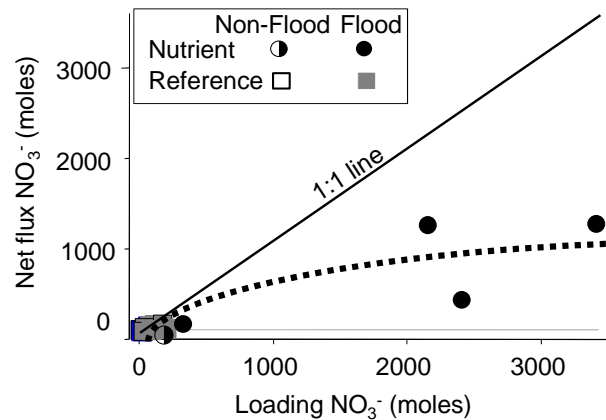 Non-Flood Flood
Nutrient
Reference
1:1 line
Net flux NO₃⁻ (moles)
3000
2000
1000
0
0 1000 2000 3000
Loading NO₃⁻ (moles)